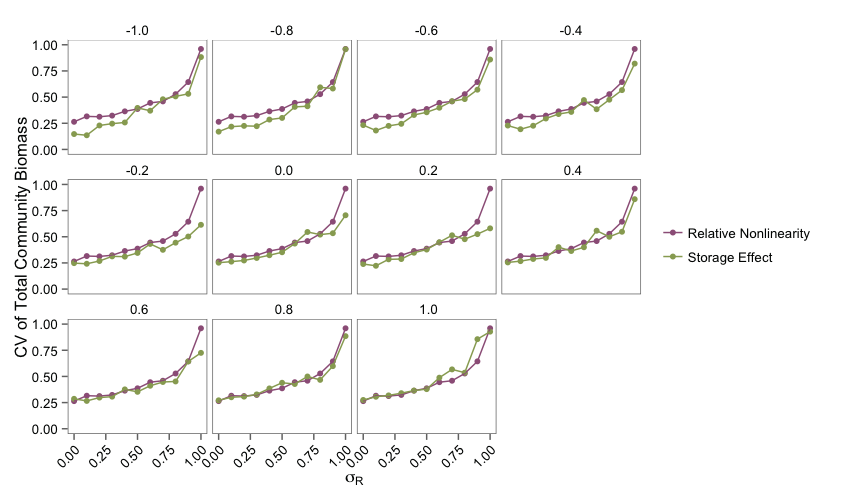 -1.0 -0.8 -0.6 -0.4
1.00
0.75
0.50
0.25
0.00
-0.2 0.0 0.2 0.4
1.00
0.75
0.50
0.25
0.00
0.6 0.8 1.0
1.00
0.75
0.50
0.25
0.00
0.00 0.25 0.50 0.75 1.00 0.00 0.25 0.50 0.75 1.00 0.00 0.25 0.50 0.75 1.00
σR
CV of Total Community Biomass
Relative Nonlinearity
Storage Effect